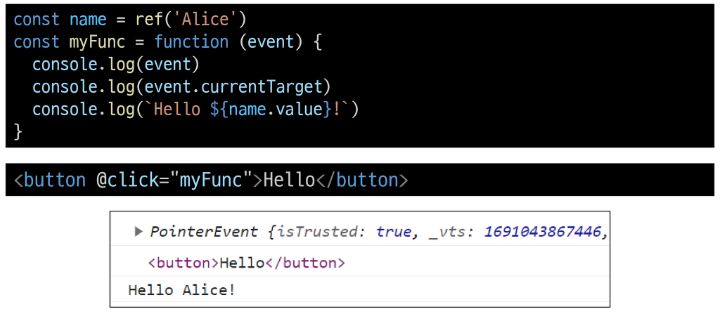 const name = ref('Alice')
const myFunc = function (event) {
  console.log(event)
  console.log(event.currentTarget)
  console.log(`Hello ${name.value}!`)
}
<button @click="myFunc">Hello</button>
▶ PointerEvent {isTrusted: true, _vts: 1691043867446,
<button>Hello</button>
Hello Alice!